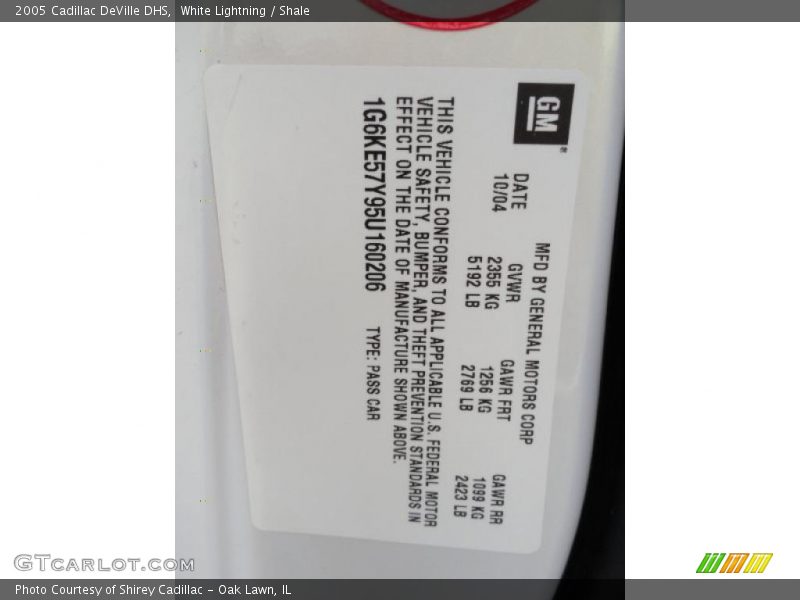 2005 Cadillac DeVille DHS, White Lightning / Shale
GM®
MFD BY GENERAL MOTORS CORP
DATE GVWR GAWR FRT GAWR RR
10/04 2355 KG 1256 KG 1099 KG
5192 LB 2769 LB 2423 LB
THIS VEHICLE CONFORMS TO ALL APPLICABLE U.S. FEDERAL MOTOR
VEHICLE SAFETY, BUMPER, AND THEFT PREVENTION STANDARDS IN
EFFECT ON THE DATE OF MANUFACTURE SHOWN ABOVE.
1G6KE57Y95U160206 TYPE: PASS CAR
GTcarlot.com
Photo Courtesy of Shirey Cadillac - Oak Lawn, IL